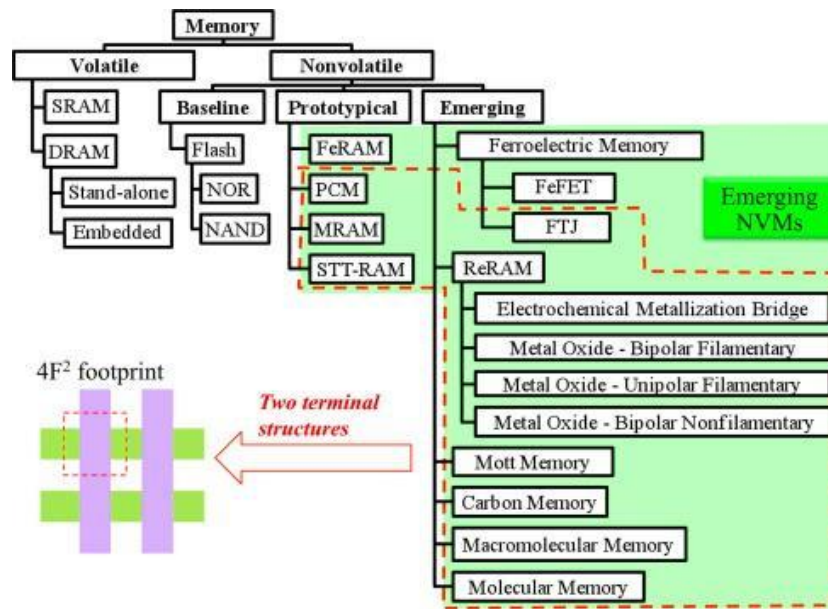 Memory
Volatile
Nonvolatile
SRAM
Baseline
Prototypical
Emerging
DRAM
Flash
FeRAM
Ferroelectric Memory
Stand-alone
NOR
PCM
FeFET
Emerging
NVMs
Embedded
NAND
MRAM
FTJ
STT-RAM
ReRAM
Electrochemical Metallization Bridge
Metal Oxide - Bipolar Filamentary
Metal Oxide - Unipolar Filamentary
Metal Oxide - Bipolar Nonfilamentary
4F² footprint
Two terminal
structures
Mott Memory
Carbon Memory
Macromolecular Memory
Molecular Memory